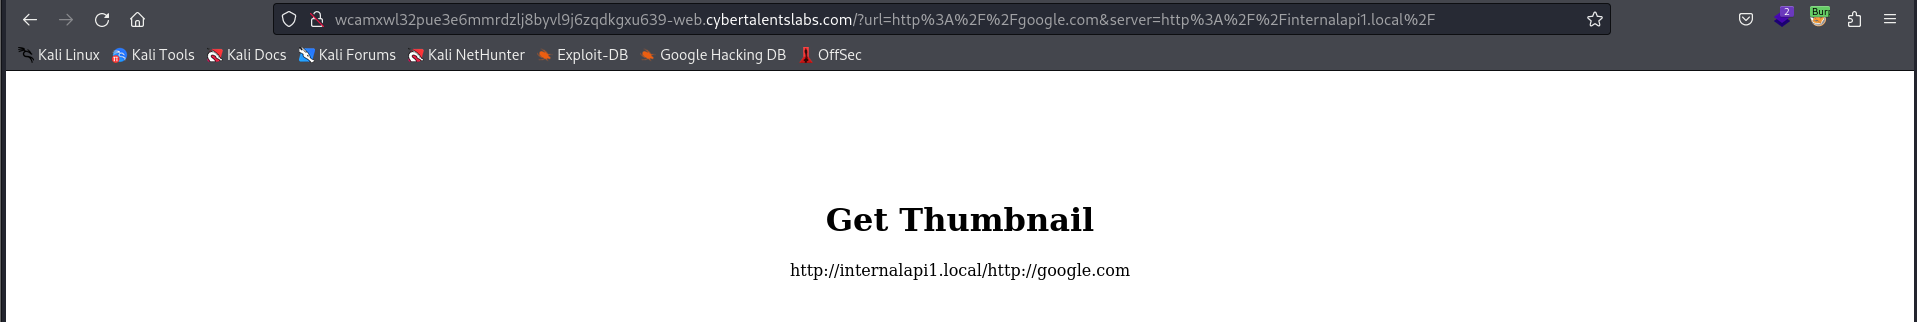 wcamxwl32pue3e6mmrdzlj8byvl9j6zqdkgxu639-web.cybertalentslabs.com/?url=http%3A%2F%2Fgoogle.com&server=http%3A%2F%2Finternalapi1.local%2F
2
Kali Linux Kali Tools Kali Docs Kali Forums Kali NetHunter Exploit-DB Google Hacking DB OffSec
Get Thumbnail
http://internalapi1.local/http://google.com